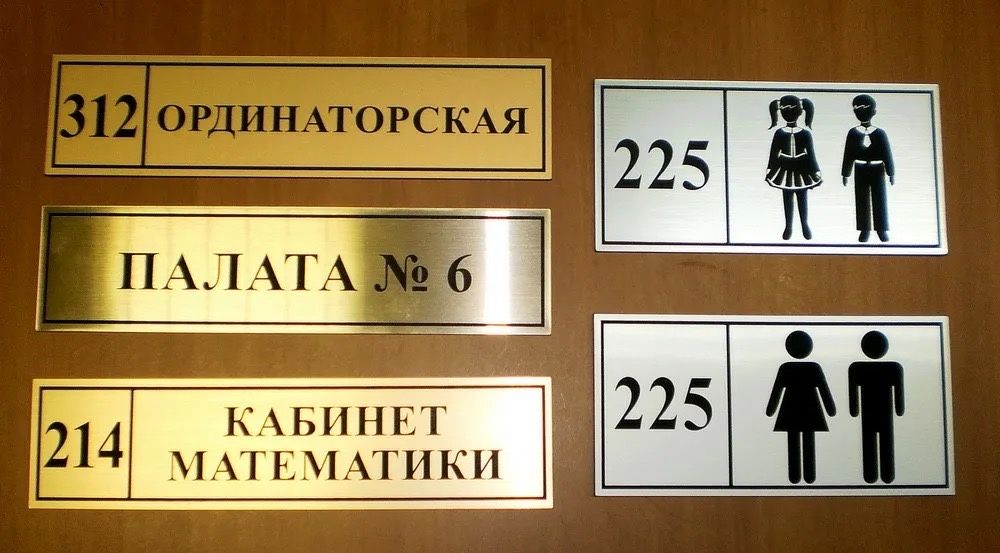 312 ОРДИНАТОРСКАЯ
ПАЛАТА № 6
214 КАБИНЕТ
МАТЕМАТИКИ
225
225